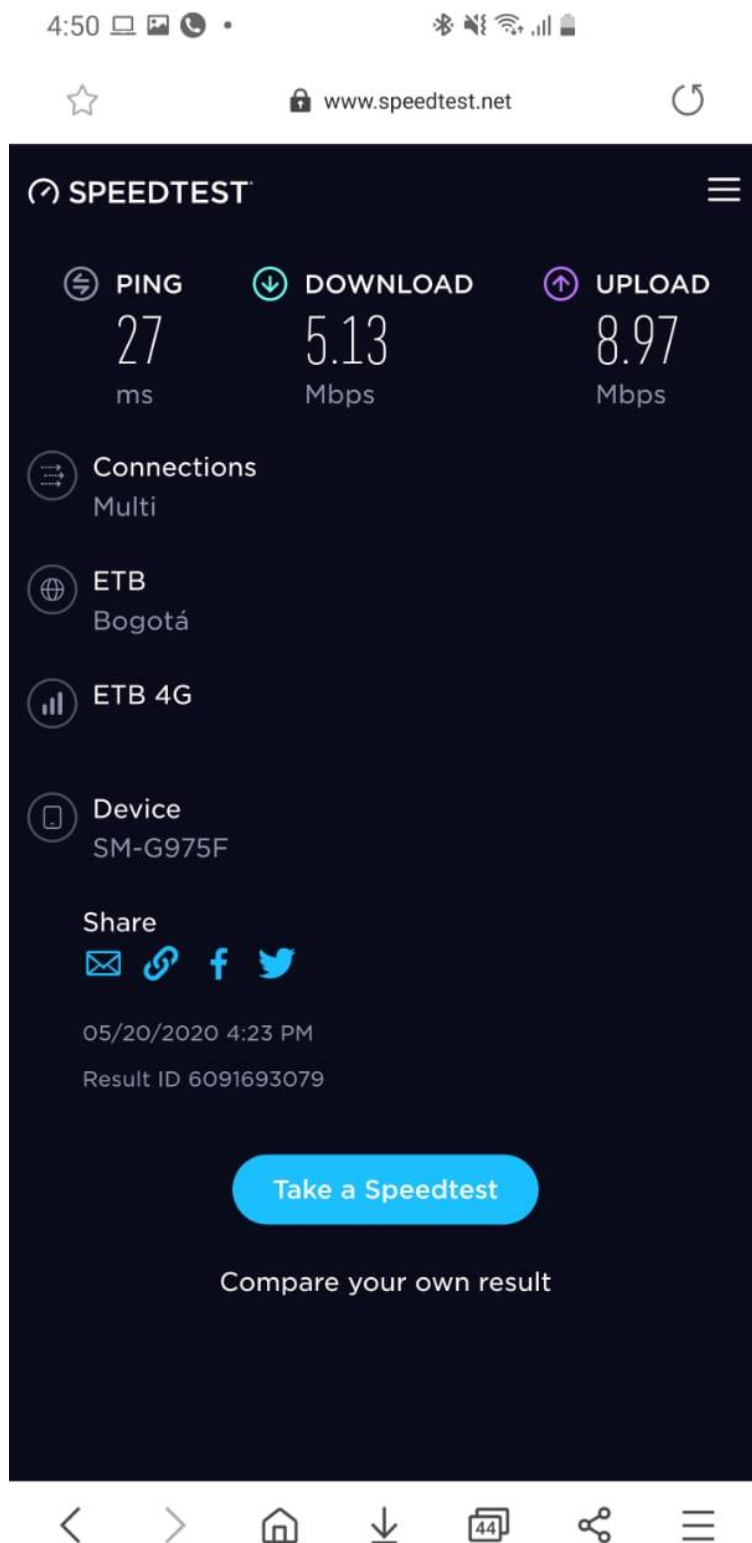 4:50
www.speedtest.net
SPEEDTEST
PING DOWNLOAD UPLOAD
27 5.13 8.97
ms Mbps Mbps
Connections
Multi
ETB
Bogotá
ETB 4G
Device
SM-G975F
Share
05/20/2020 4:23 PM
Result ID 6091693079
Take a Speedtest
Compare your own result
44